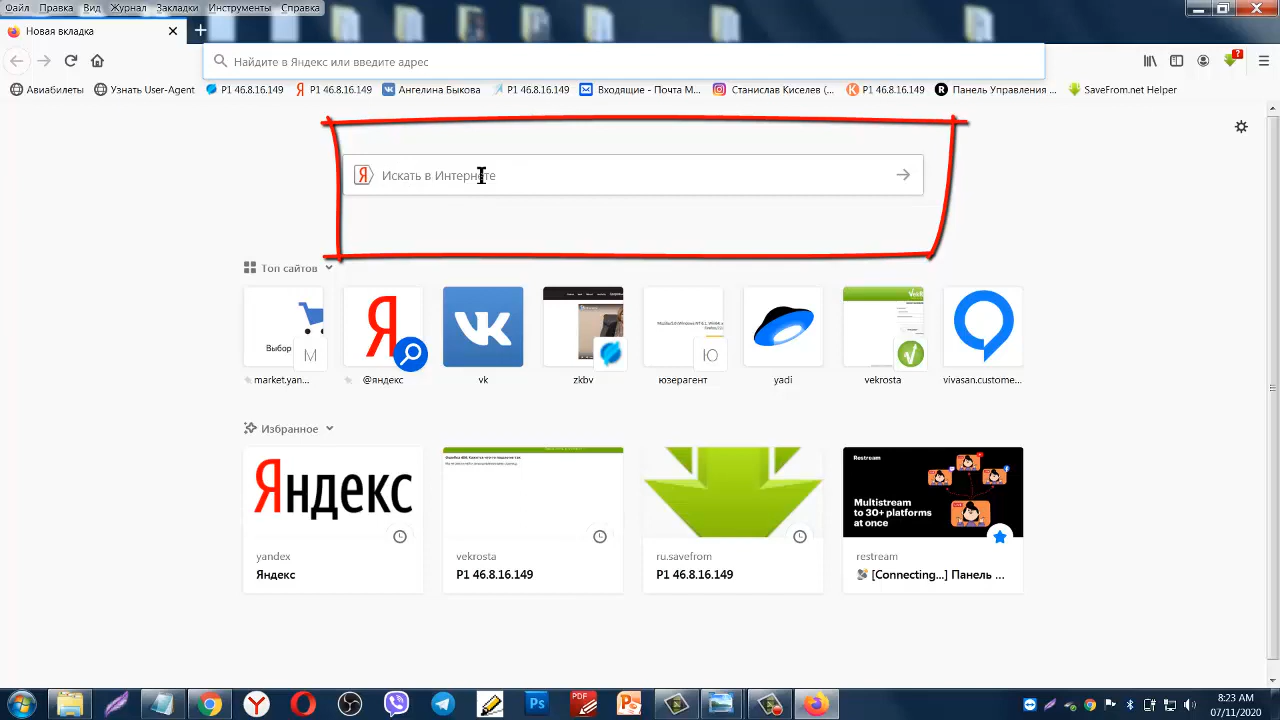 Файл Правка Вид Журнал Закладки Инструменты Справка
Новая вкладка
Найдите в Яндекс или введите адрес
Авиабилеты Узнать User-Agent P1 46.8.16.149 P1 46.8.16.149 Ангелина Быкова P1 46.8.16.149 Входящие - Почта M... Станислав Киселев (... P1 46.8.16.149 Панель Управления ... SaveFrom.net Helper
Я Искать в Интернете
Топ сайтов
Выбор М
Я
VK
Ю
market.yan... @яндекс vk zkbv юзерагент yadi vekrosta vivasan.custome...
Избранное
Яндекс
Restream
Multistream
to 30+ platforms
at once
yandex vekrosta ru.savefrom restream
Яндекс P1 46.8.16.149 P1 46.8.16.149 [Connecting...] Панель ...
Ps PDF
8:23 AM
07/11/2020